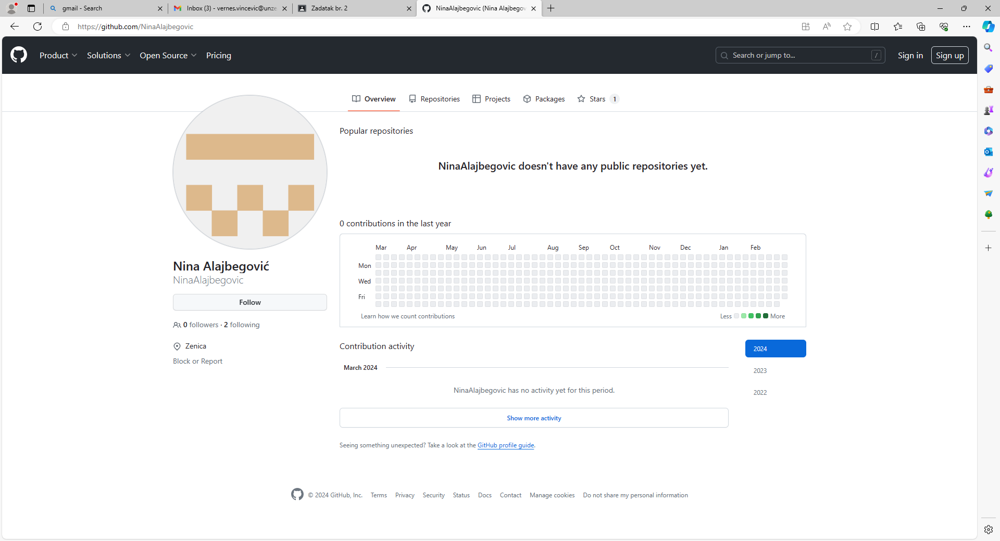 gmail - Search
Inbox (3) - vernes.vincevic@unze
Zadatak br. 2
NinaAlajbegovic (Nina Alajbegov
https://github.com/NinaAlajbegovic
Product
Solutions
Open Source
Pricing
Search or jump to...
/
Sign in
Sign up
Overview
Repositories
Projects
Packages
Stars 1
Popular repositories
NinaAlajbegovic doesn't have any public repositories yet.
0 contributions in the last year
Mar Apr May Jun Jul Aug Sep Oct Nov Dec Jan Feb
Mon
Wed
Fri
Learn how we count contributions
Less More
Nina Alajbegović
NinaAlajbegovic
Follow
0 followers · 2 following
Zenica
Block or Report
Contribution activity
2024
2023
2022
March 2024
NinaAlajbegovic has no activity yet for this period.
Show more activity
Seeing something unexpected? Take a look at the GitHub profile guide.
© 2024 GitHub, Inc. Terms Privacy Security Status Docs Contact Manage cookies Do not share my personal information